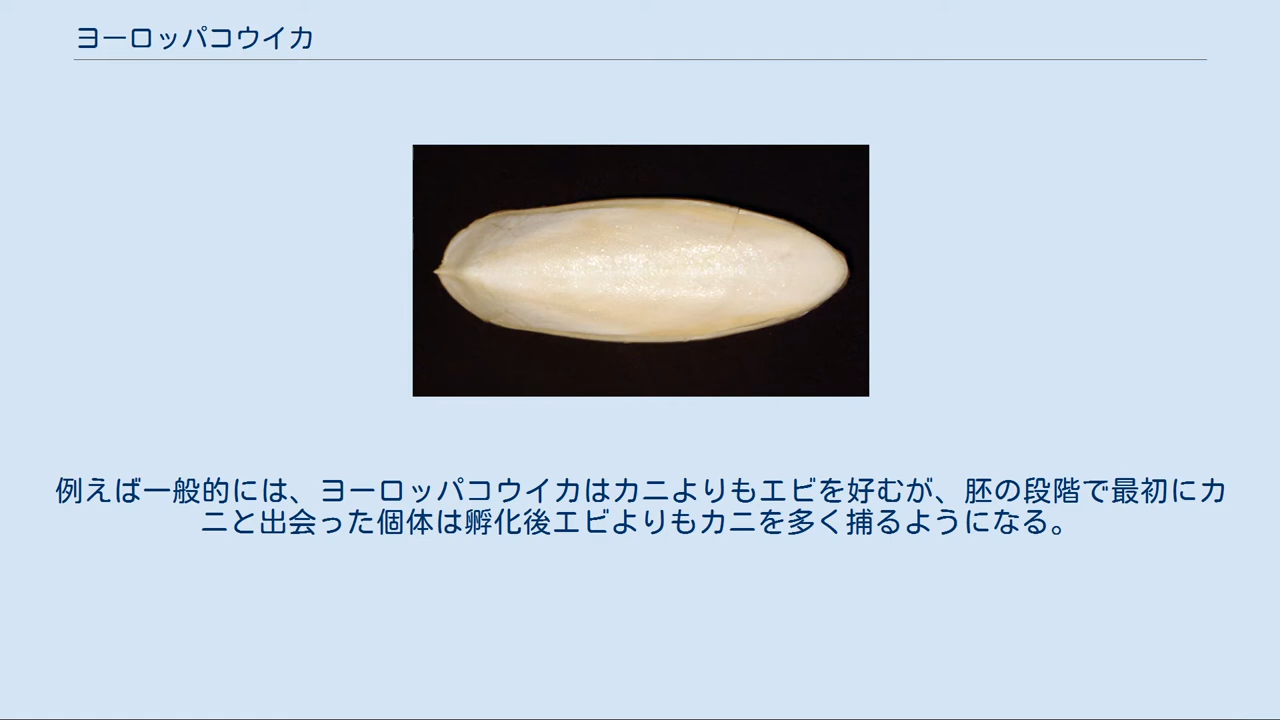 ヨーロッパコウイカ
例えば一般的には、ヨーロッパコウイカはカニよりもエビを好むが、胚の段階で最初にカ
ニと出会った個体は孵化後エビよりもカニを多く捕るようになる。